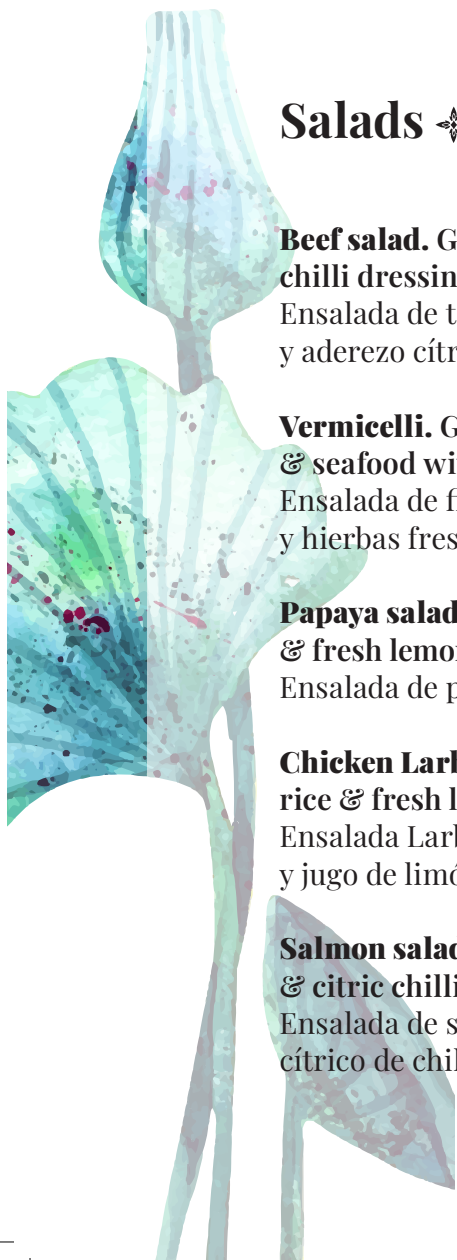 Salads
Beef salad. G
chilli dressin
Ensalada de t
y aderezo cítr
Vermicelli. G
& seafood wi
Ensalada de fi
y hierbas fres
Papaya salad
& fresh lemo
Ensalada de p
Chicken Larb
rice & fresh l
Ensalada Larb
y jugo de limó
Salmon salad
& citric chilli
Ensalada de s
cítrico de chil